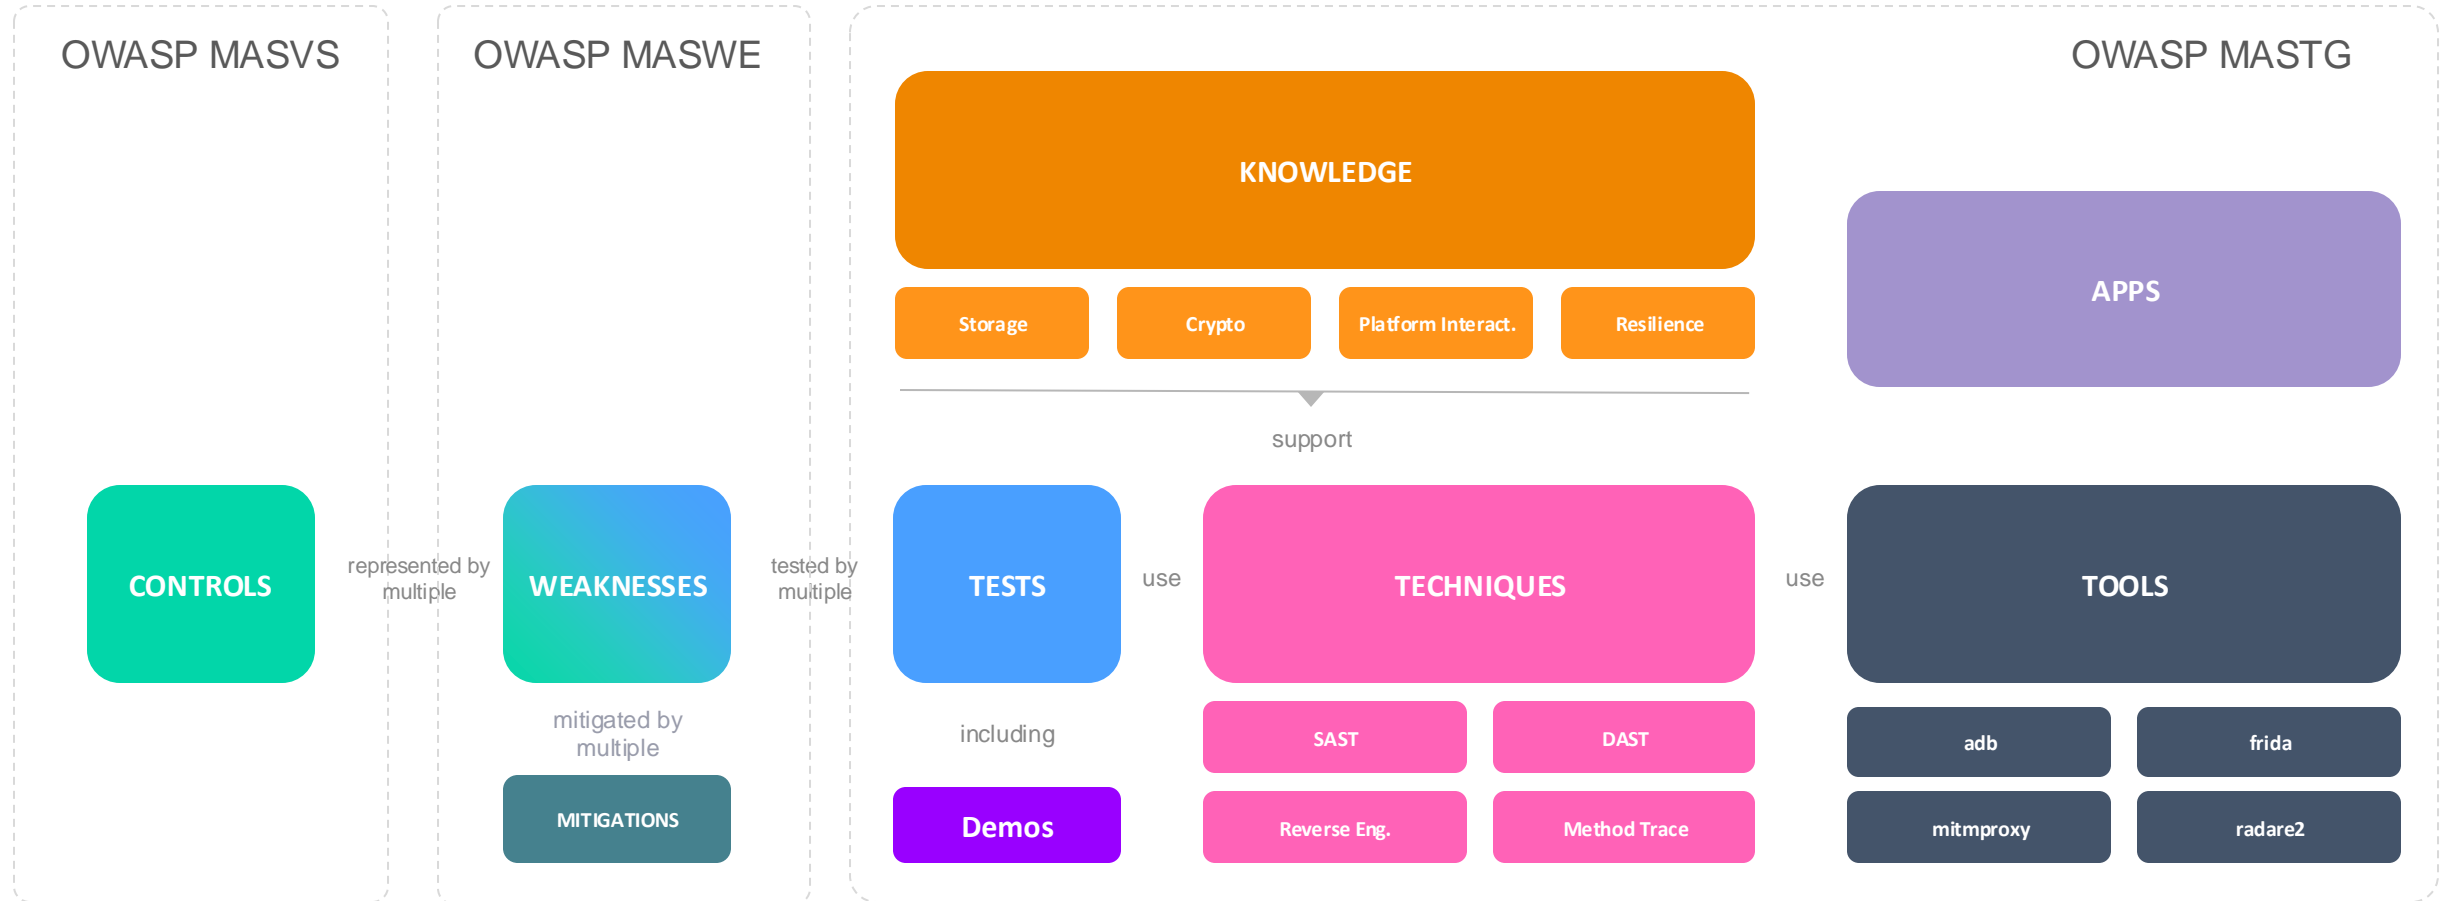 OWASP MASVS
OWASP MASWE
OWASP MASTG
KNOWLEDGE
APPS
Storage
Crypto
Platform Interact.
Resilience
support
CONTROLS
represented by
multiple
WEAKNESSES
tested by
multiple
TESTS
use
TECHNIQUES
use
TOOLS
mitigated by
multiple
MITIGATIONS
including
Demos
SAST
DAST
Reverse Eng.
Method Trace
adb
frida
mitmproxy
radare2